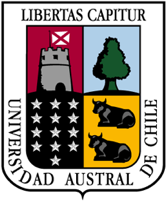 LIBERTAS CAPITUR
UNIVERSIDAD AUSTRAL DE CHILE